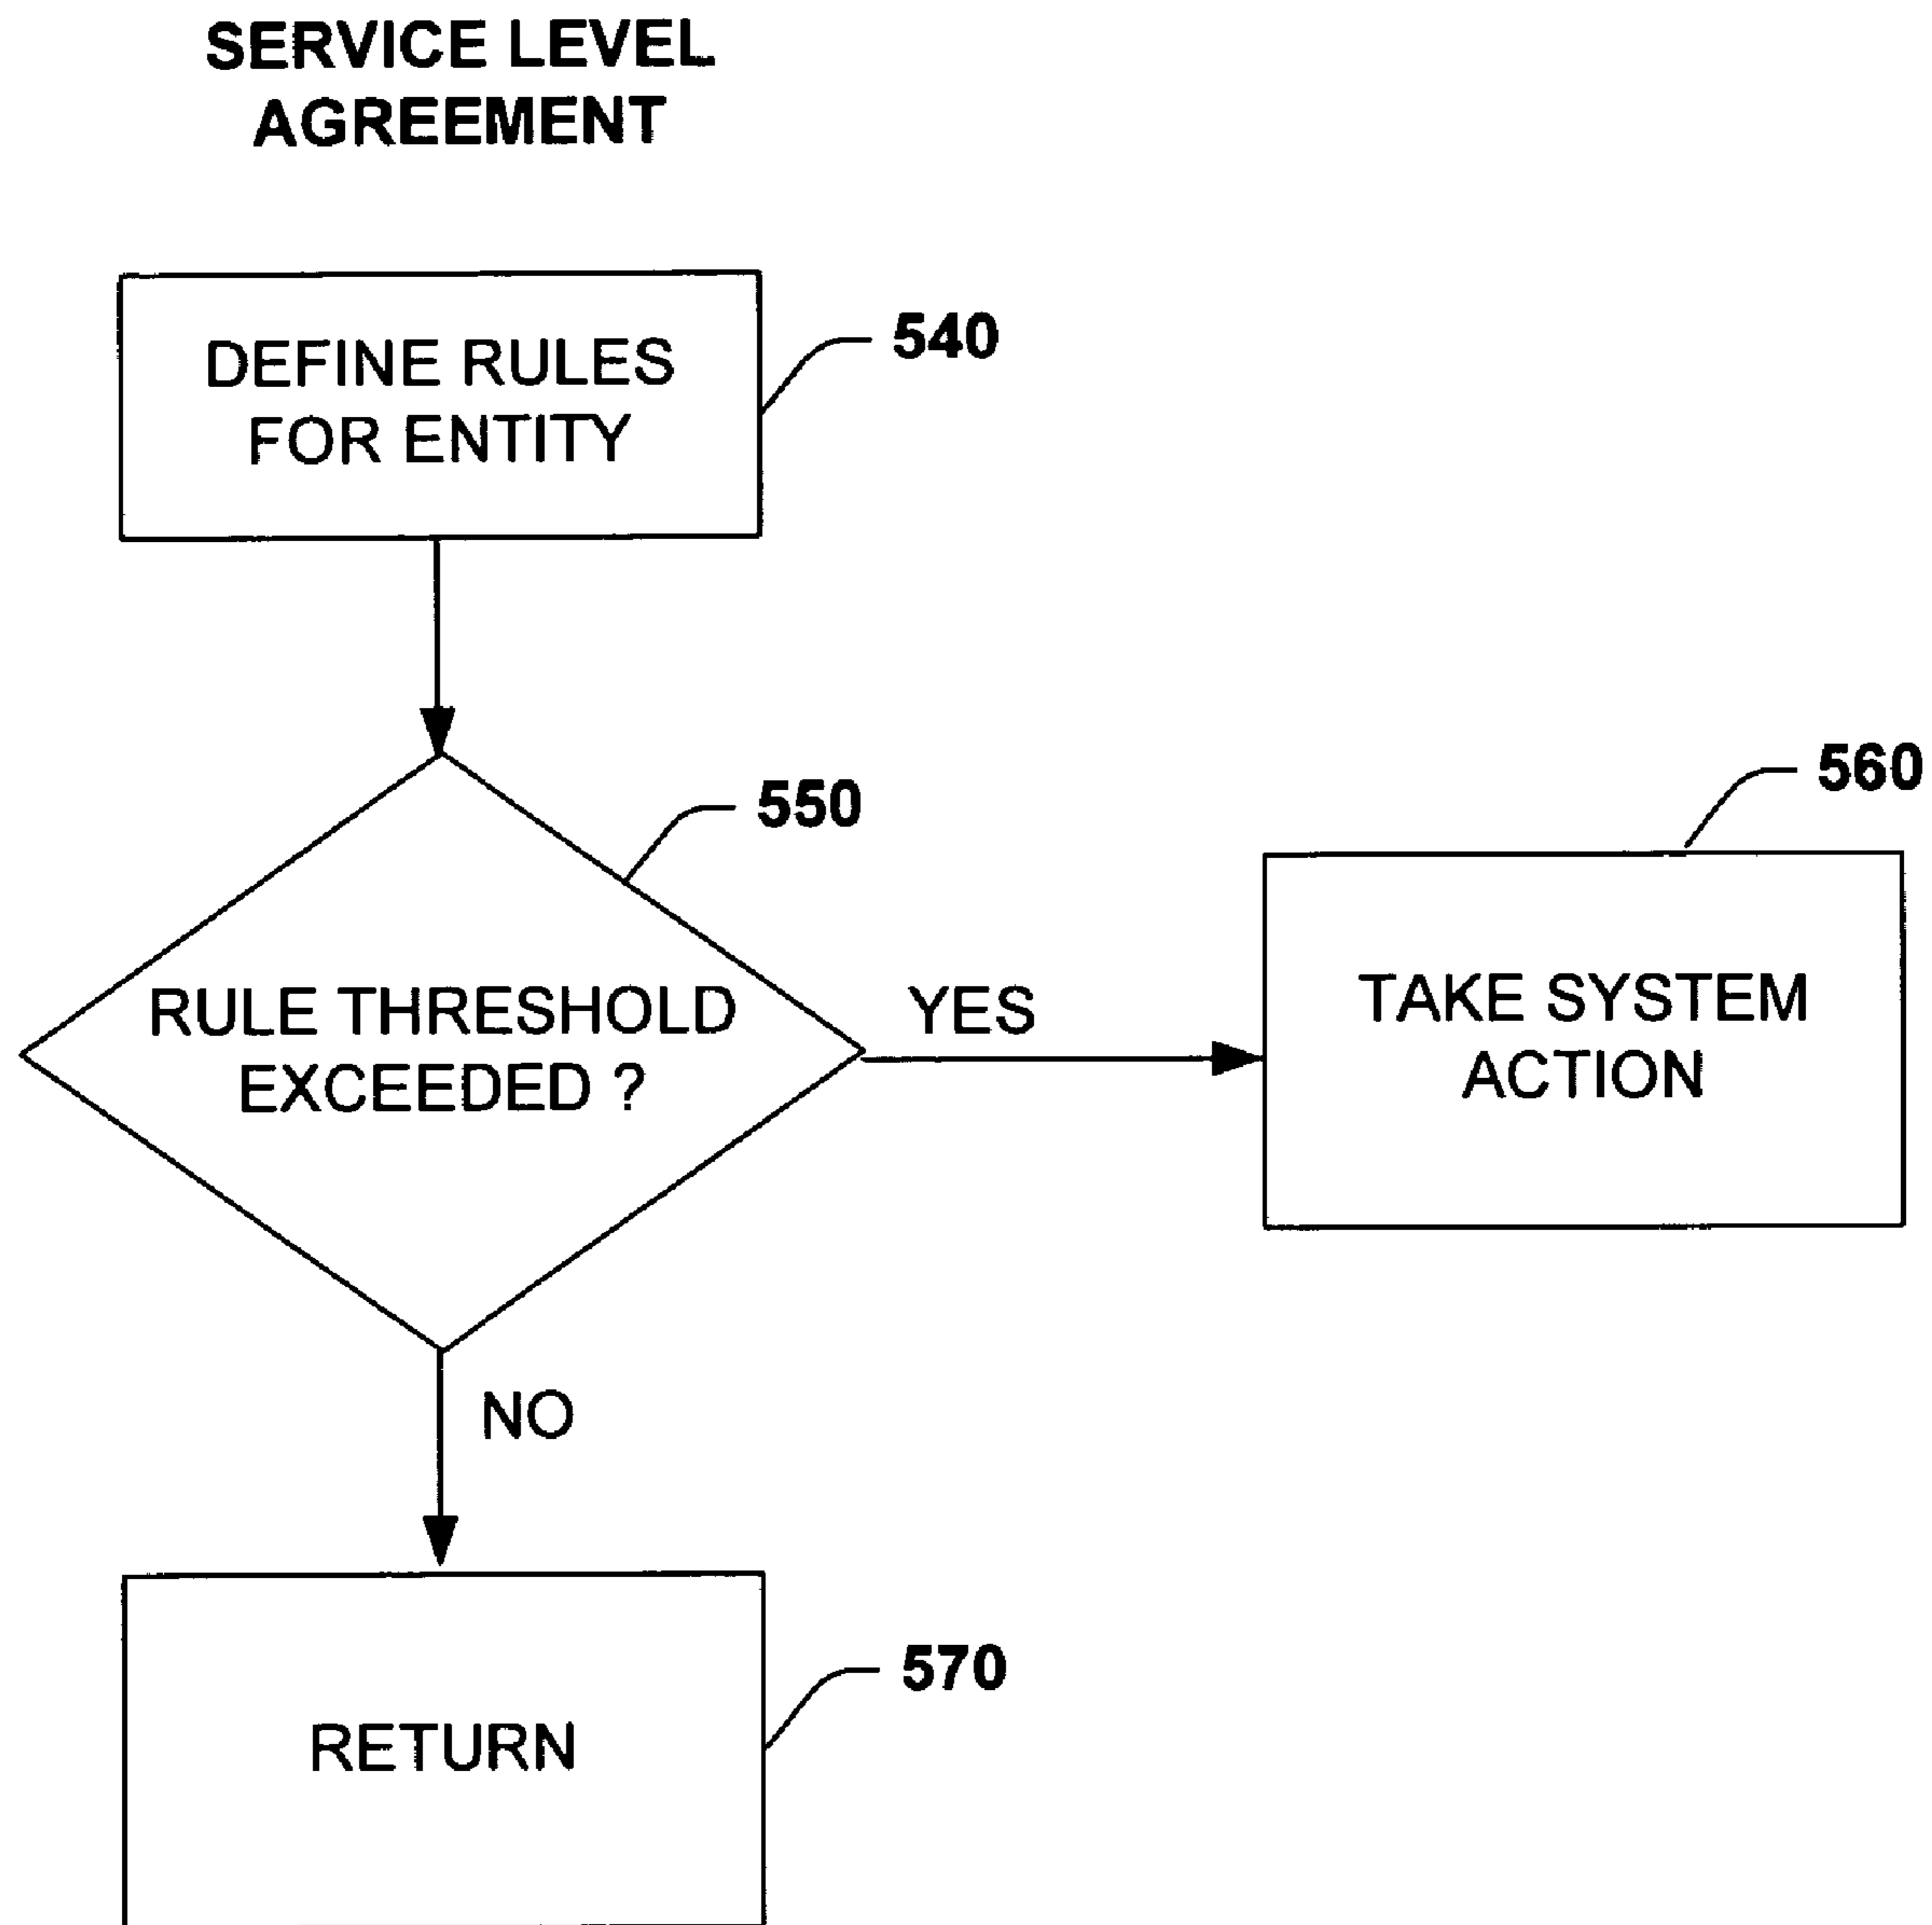 SERVICE LEVEL
AGREEMENT
DEFINE RULES
FOR ENTITY
540
550
560
RULE THRESHOLD
EXCEEDED ?
YES
TAKE SYSTEM
ACTION
NO
570
RETURN